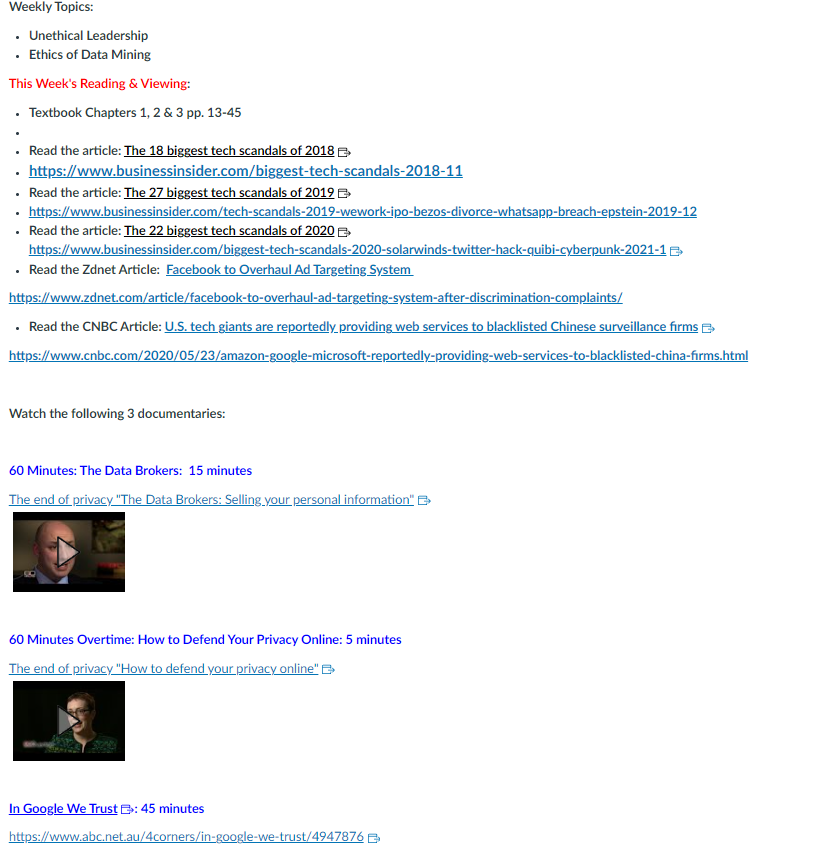 Weekly Topics:
Unethical Leadership
Ethics of Data Mining
This Week's Reading & Viewing:
Textbook Chapters 1, 2 & 3 pp. 13-45
Read the article: The 18 biggest tech scandals of 2018
https://www.businessinsider.com/biggest-tech-scandals-2018-11
Read the article: The 27 biggest tech scandals of 2019
https://www.businessinsider.com/tech-scandals-2019-wework-ipo-bezos-divorce-whatsapp-breach-epstein-2019-12
Read the article: The 22 biggest tech scandals of 2020
https://www.businessinsider.com/biggest-tech-scandals-2020-solarwinds-twitter-hack-quibi-cyberpunk-2021-1
Read the Zdnet Article: Facebook to Overhaul Ad Targeting System
https://www.zdnet.com/article/facebook-to-overhaul-ad-targeting-system-after-discrimination-complaints/
Read the CNBC Article: U.S. tech giants are reportedly providing web services to blacklisted Chinese surveillance firms
https://www.cnbc.com/2020/05/23/amazon-google-microsoft-reportedly-providing-web-services-to-blacklisted-china-firms.html
Watch the following 3 documentaries:
60 Minutes: The Data Brokers: 15 minutes
The end of privacy "The Data Brokers: Selling your personal information"
60 Minutes Overtime: How to Defend Your Privacy Online: 5 minutes
The end of privacy "How to defend your privacy online"
In Google We Trust: 45 minutes
https://www.abc.net.au/4corners/in-google-we-trust/4947876